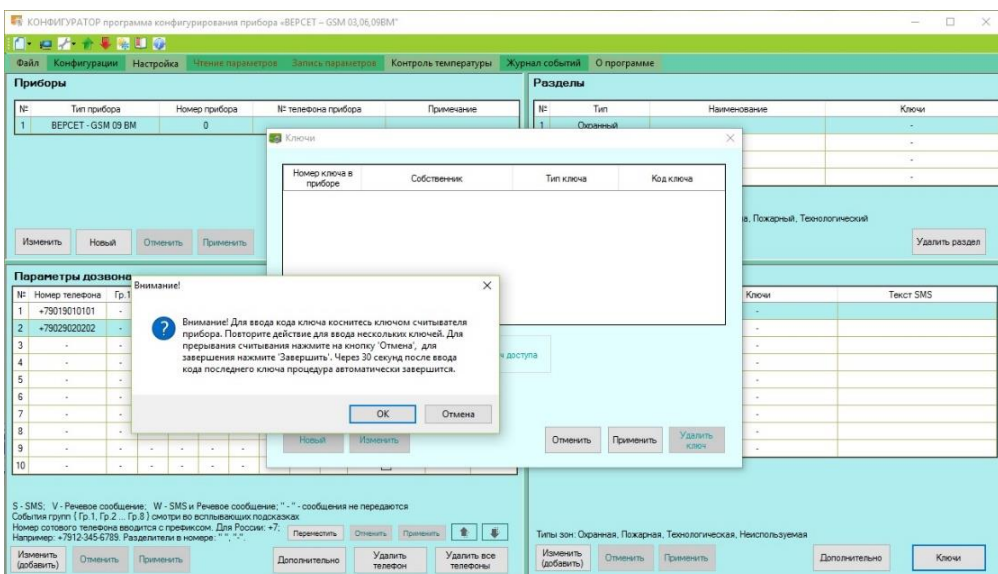 КОНФИГУРАТОР программа конфигурирования прибора «ВЕРСЕТ – GSM 03,06,09ВМ"
Файл Конфигурации Настройка Чтение параметров Запись параметров Контроль температуры Журнал событий О программе
Приборы
№ Тип прибора Номер прибора № телефона прибора Примечание
1 ВЕРСЕТ - GSM 09 ВМ 0
Изменить Новый Отменить Применить
Разделы
№ Тип Наименование Ключи
1 Охранный -
-
-
-
Пожарный, Технологический
Удалить раздел
Ключи
Номер ключа в приборе Собственник Тип ключа Код ключа
доступа
Новый Изменить Отменить Применить Удалить ключ
Внимание!
Внимание! Для ввода кода ключа коснитесь ключом считывателя
прибора. Повторите действие для ввода нескольких ключей. Для
прерывания считывания нажмите на кнопку 'Отмена', для
завершения нажмите 'Завершить'. Через 30 секунд после ввода
кода последнего ключа процедура автоматически завершится.
OK Отмена
Параметры дозвона
№ Номер телефона Гр.1
1 +79019010101 -
2 +79029020202 -
3 - -
4 - -
5 - -
6 - -
7 - -
8 - -
9 - - - - - -
10 - - - - - -
S - SMS; V - Речевое сообщение; W - SMS и Речевое сообщение; " - " - сообщения не передаются
События групп ( Гр.1, Гр.2 ... Гр.8 ) смотри во всплывающих подсказках
Номер сотового телефона вводится с префиксом. Для России: +7;
Например: +7912-345-6789. Разделители в номере: " ", "-".
Переместить Отменить Применить
Изменить (добавить) Отменить Применить Дополнительно Удалить телефон Удалить все телефоны
Ключи Текст SMS
-
-
-
-
-
-
-
-
-
Типы зон: Охранная, Пожарная, Технологическая, Неиспользуемая
Изменить (добавить) Отменить Применить Дополнительно Ключи